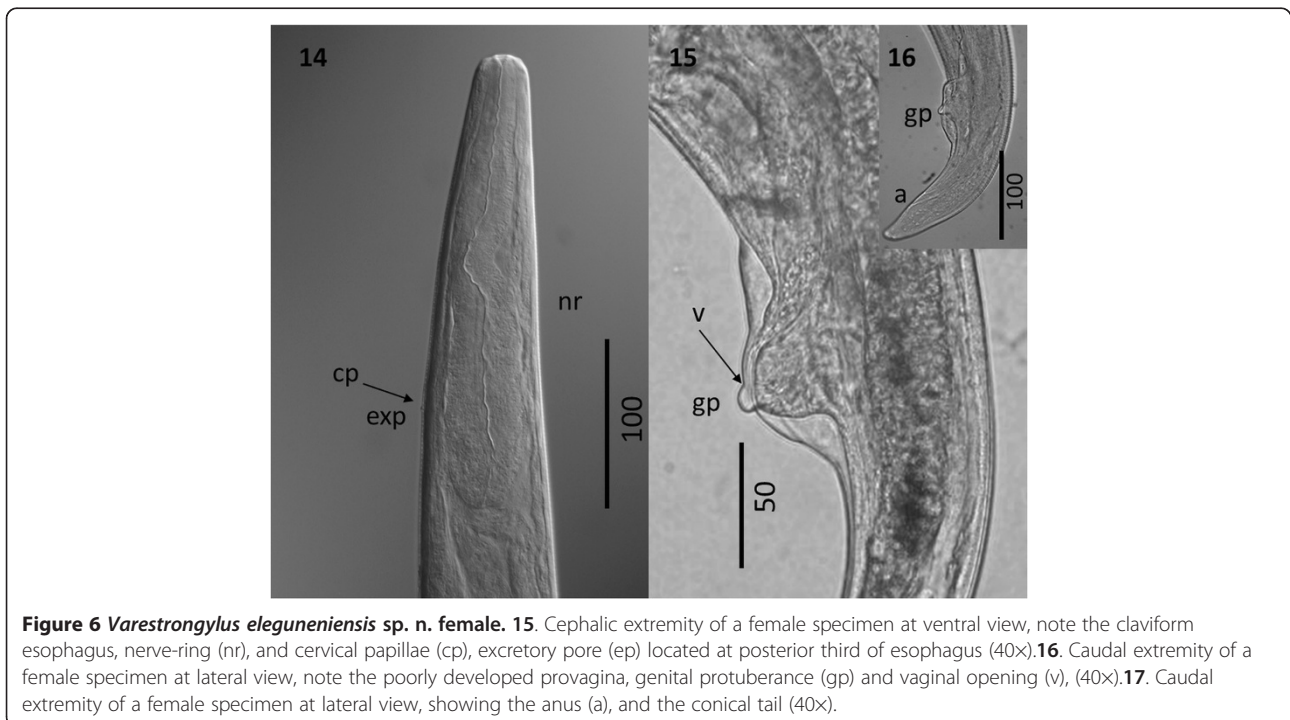 14
nr
cp
exp
100
15
v
gp
50
16
gp
a
100
Figure 6 Varestrongylus eleguneniensis sp. n. female. 15. Cephalic extremity of a female specimen at ventral view, note the claviform
esophagus, nerve-ring (nr), and cervical papillae (cp), excretory pore (ep) located at posterior third of esophagus (40×).16. Caudal extremity of a
female specimen at lateral view, note the poorly developed provagina, genital protuberance (gp) and vaginal opening (v), (40×).17. Caudal
extremity of a female specimen at lateral view, showing the anus (a), and the conical tail (40×).